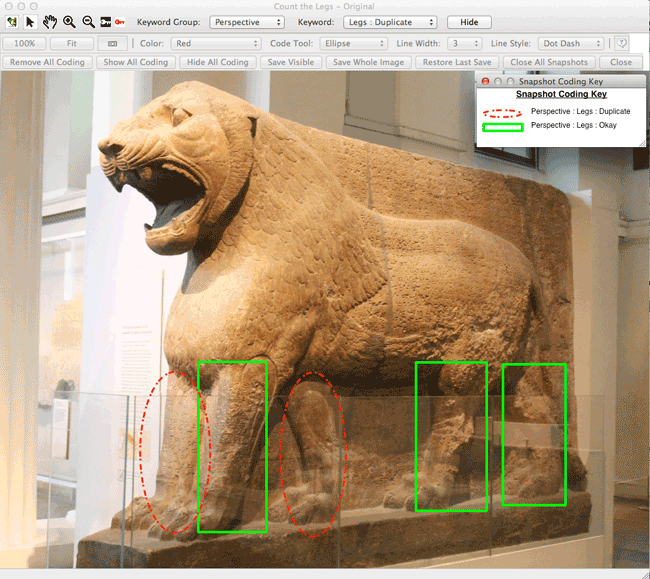 Count the Legs - Original
Keyword Group: Perspective Keyword: Legs : Duplicate Hide
100% Fit Color: Red Code Tool: Ellipse Line Width: 3 Line Style: Dot Dash
Remove All Coding Show All Coding Hide All Coding Save Visible Save Whole Image Restore Last Save Close All Snapshots Close
Snapshot Coding Key
Snapshot Coding Key
Perspective : Legs : Duplicate
Perspective : Legs : Okay